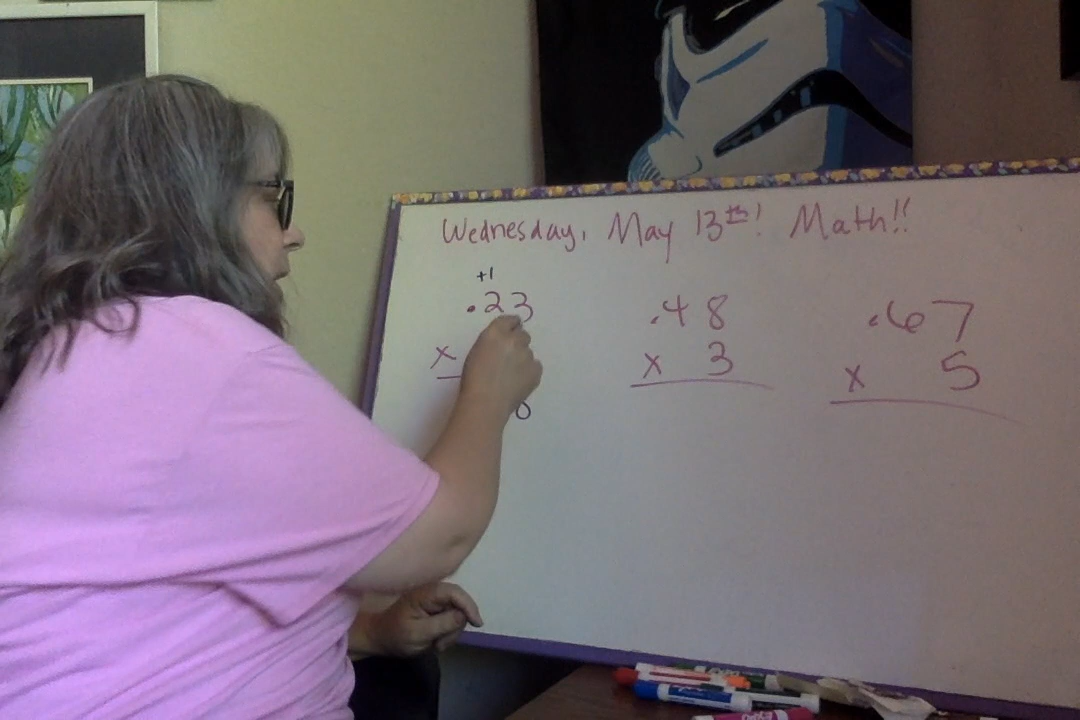 Wednesday, May 13th! Math!!
+1
.23
x
.48
x 3
.67
x 5